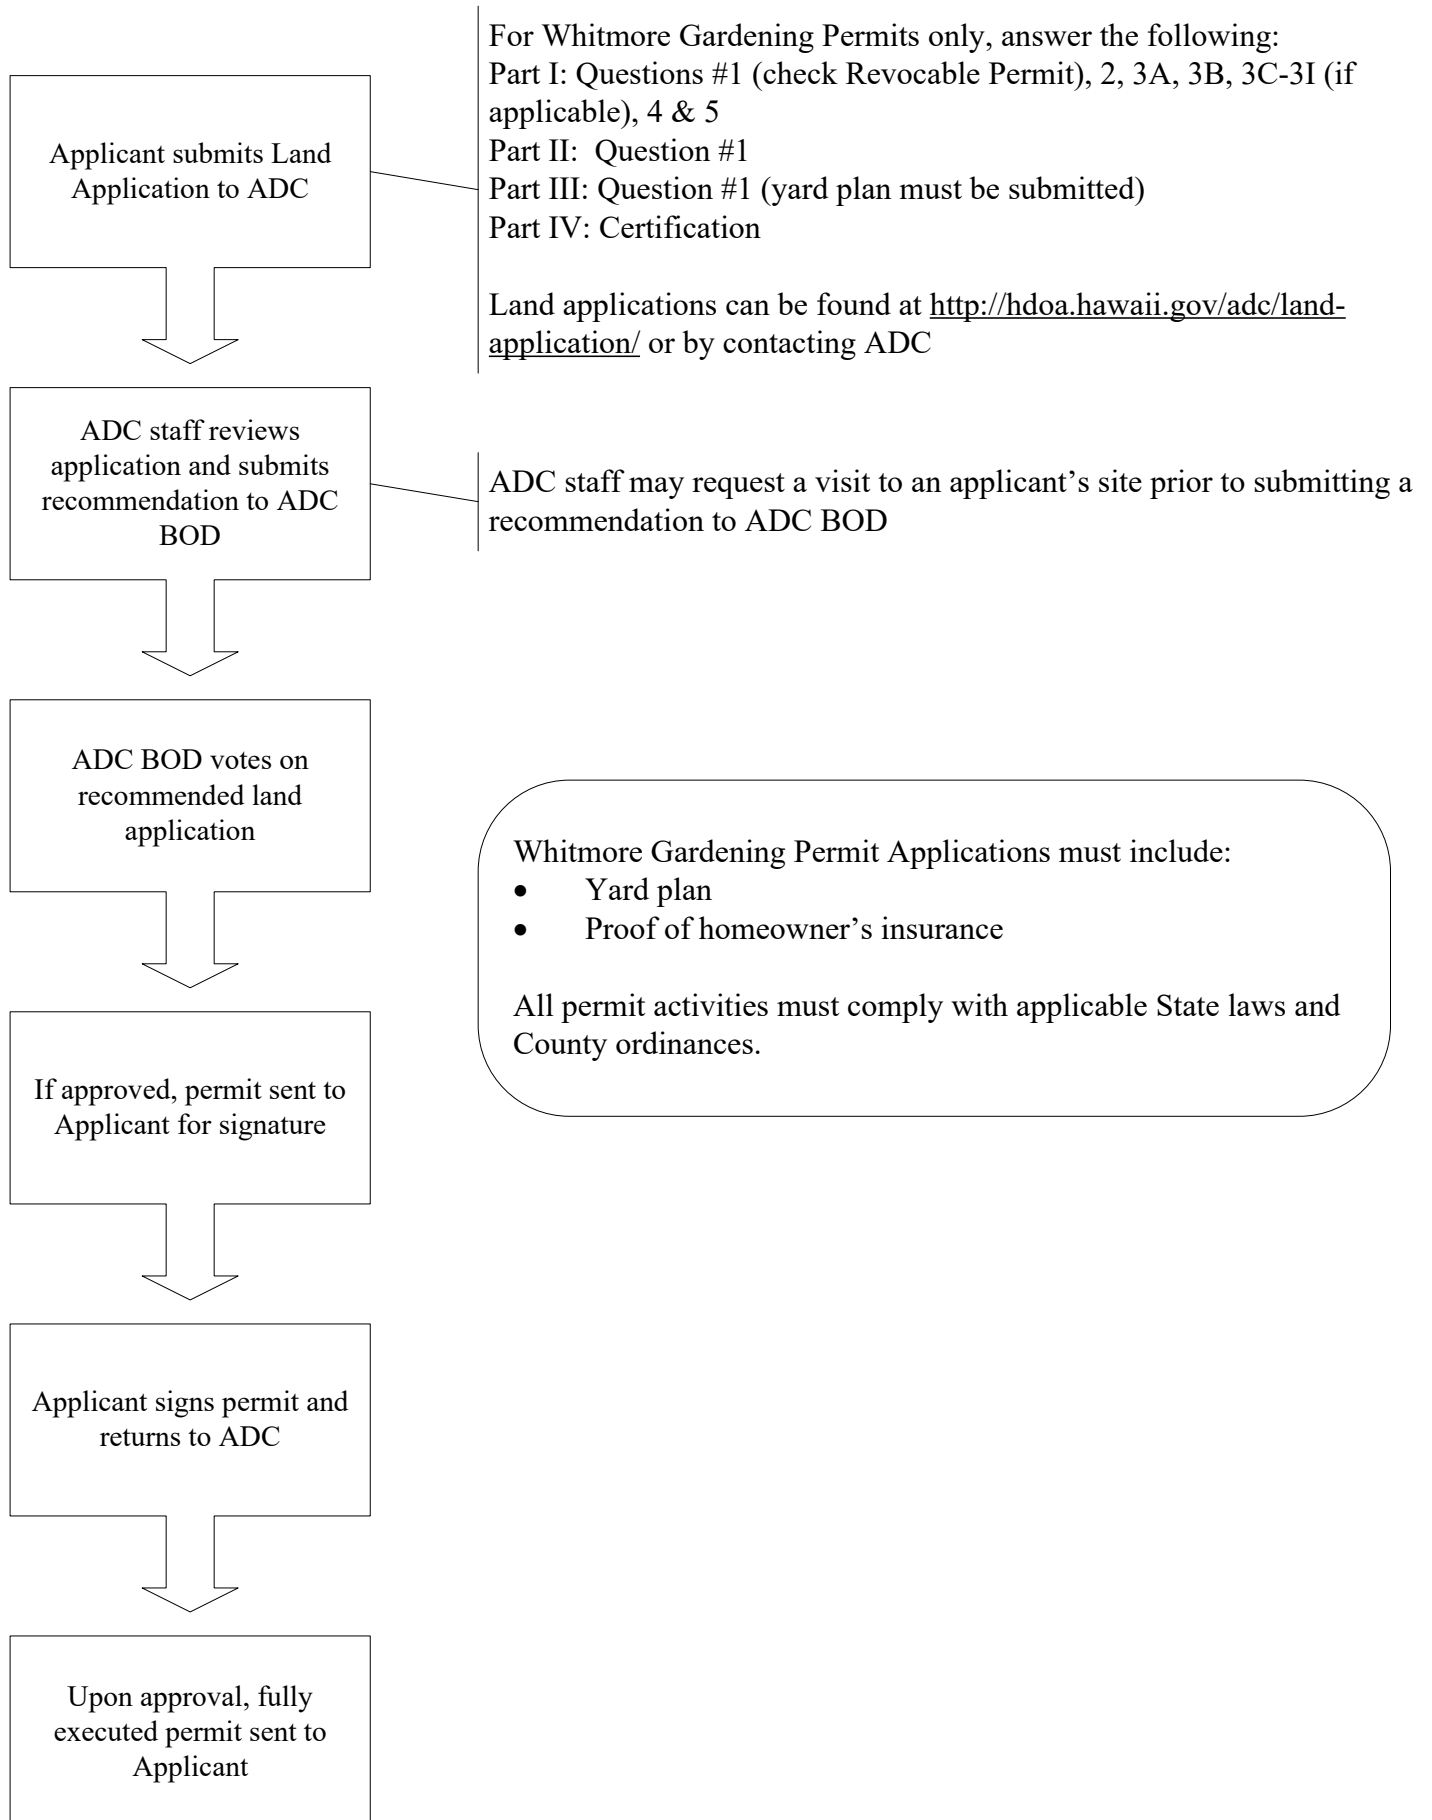 Applicant submits Land
Application to ADC
For Whitmore Gardening Permits only, answer the following:
Part I: Questions #1 (check Revocable Permit), 2, 3A, 3B, 3C-3I (if
applicable), 4 & 5
Part II:  Question #1
Part III: Question #1 (yard plan must be submitted)
Part IV: Certification
Land applications can be found at http://hdoa.hawaii.gov/adc/land-
application/ or by contacting ADC
ADC staff reviews
application and submits
recommendation to ADC
BOD
ADC staff may request a visit to an applicant’s site prior to submitting a
recommendation to ADC BOD
ADC BOD votes on
recommended land
application
Whitmore Gardening Permit Applications must include:
• Yard plan
• Proof of homeowner’s insurance
All permit activities must comply with applicable State laws and
County ordinances.
If approved, permit sent to
Applicant for signature
Applicant signs permit and
returns to ADC
Upon approval, fully
executed permit sent to
Applicant